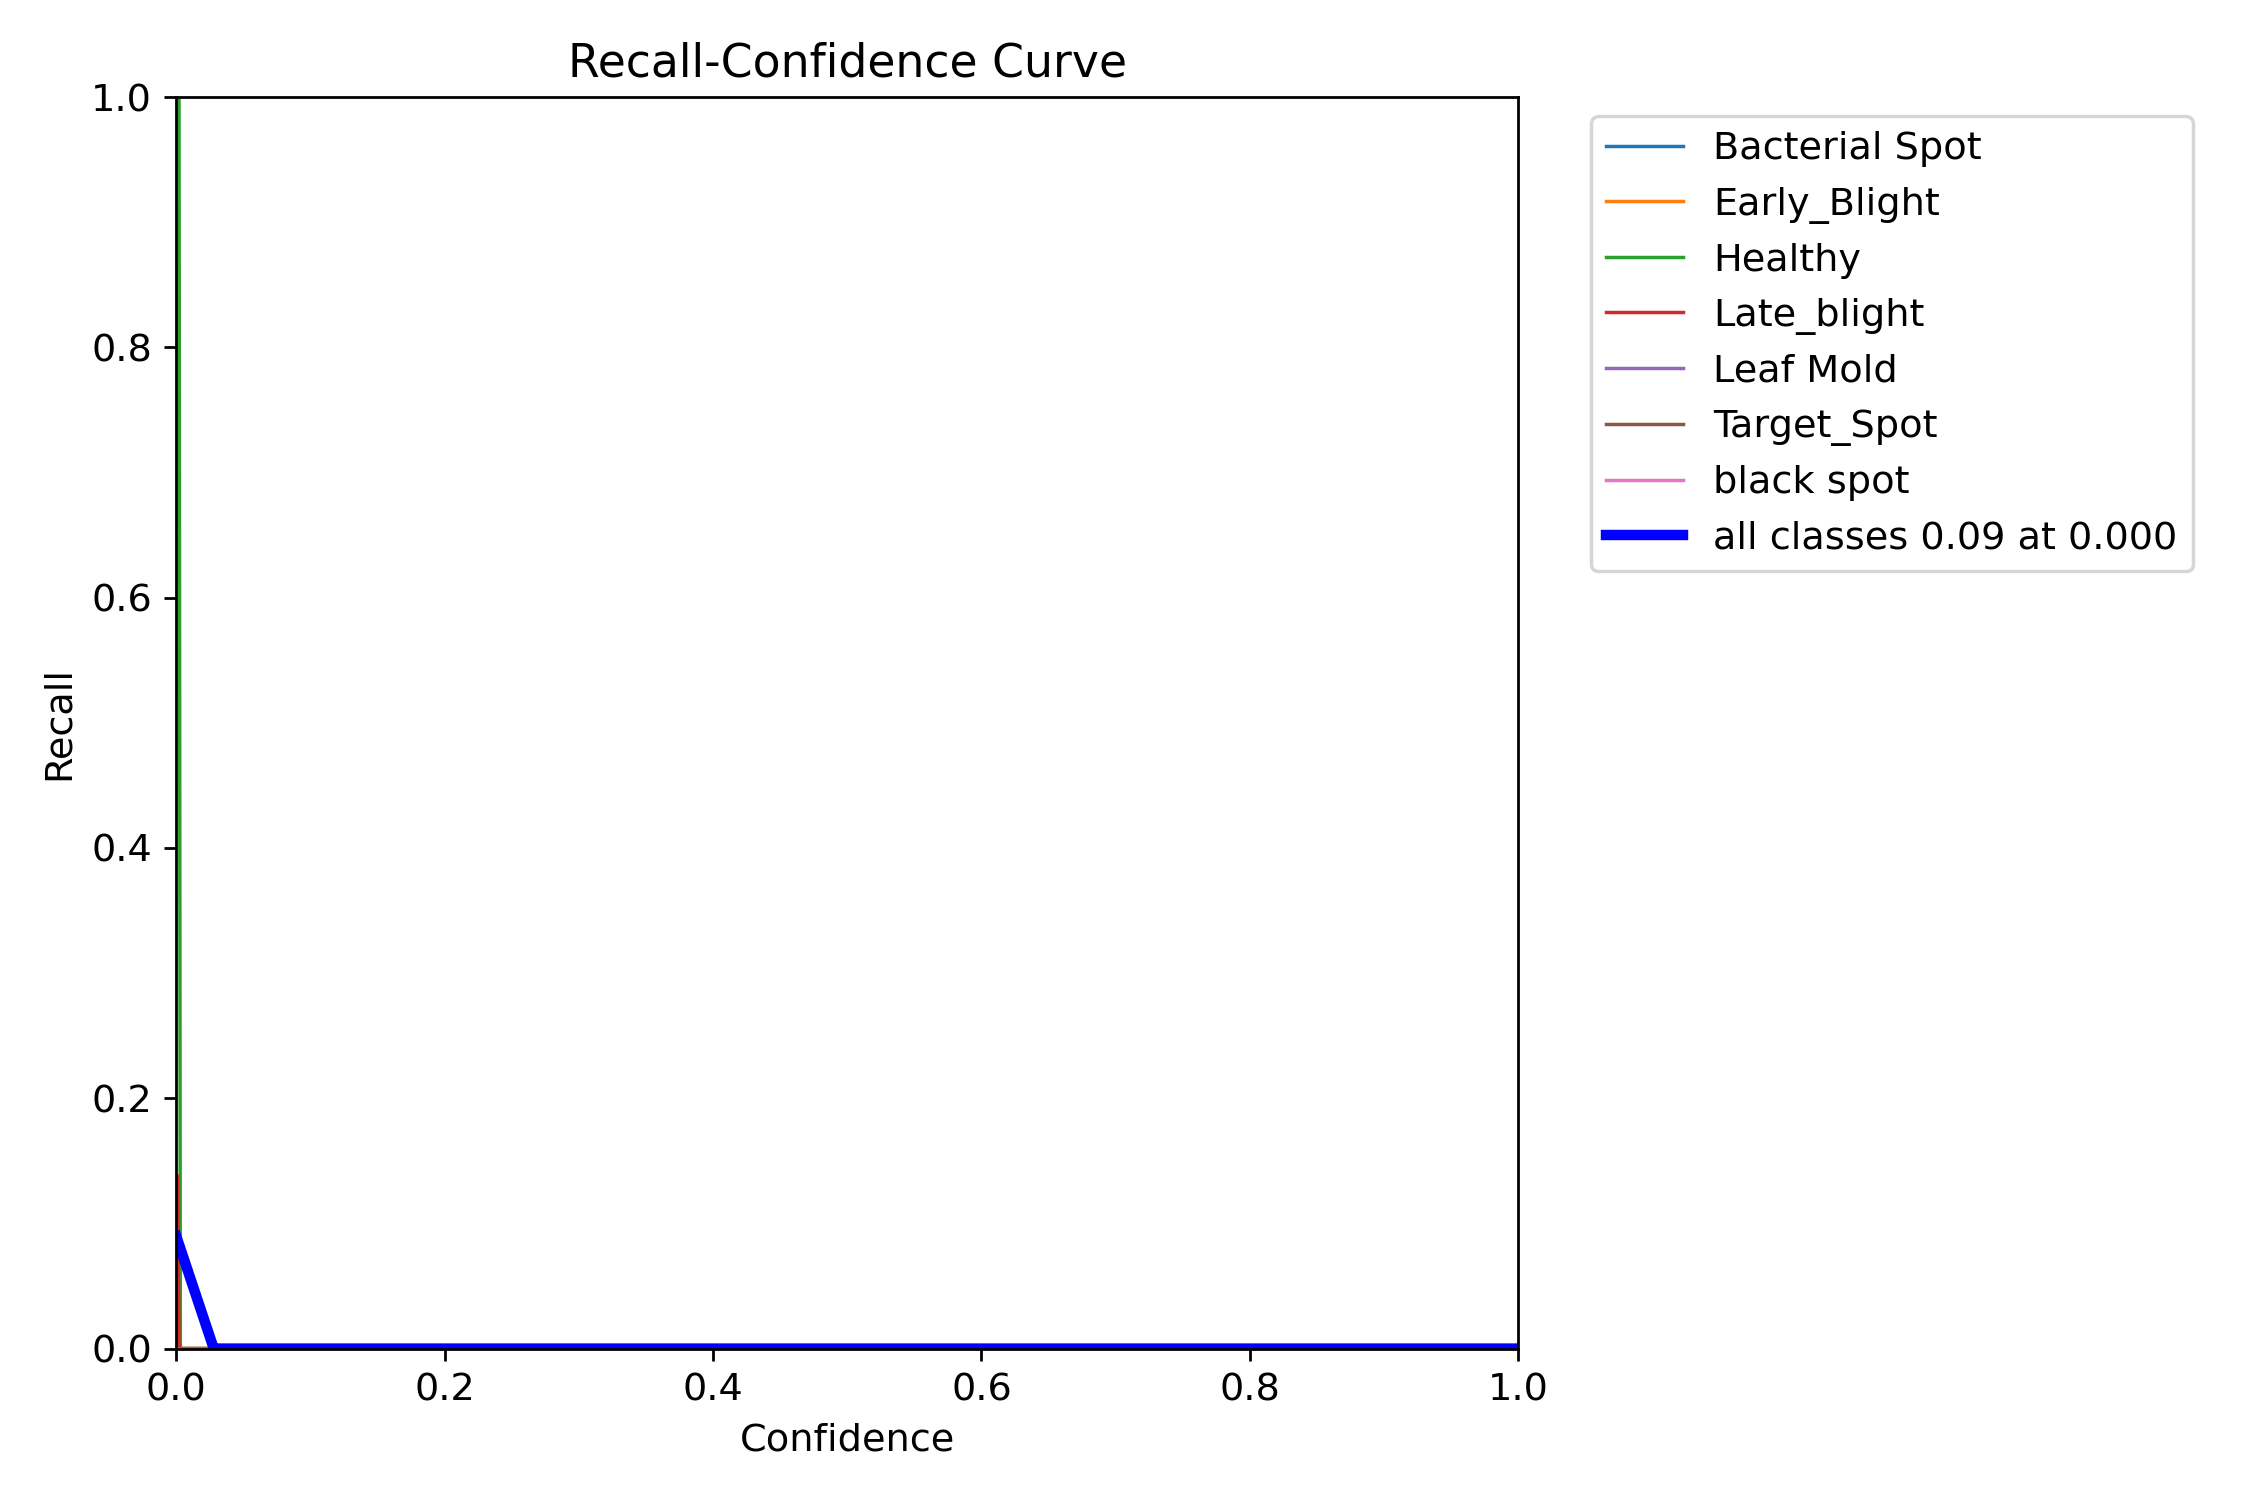 Recall-Confidence Curve
1.0
0.8
0.6
0.4
0.2
0.0
Recall
0.0 0.2 0.4 0.6 0.8 1.0
Confidence
Bacterial Spot
Early_Blight
Healthy
Late_blight
Leaf Mold
Target_Spot
black spot
all classes 0.09 at 0.000